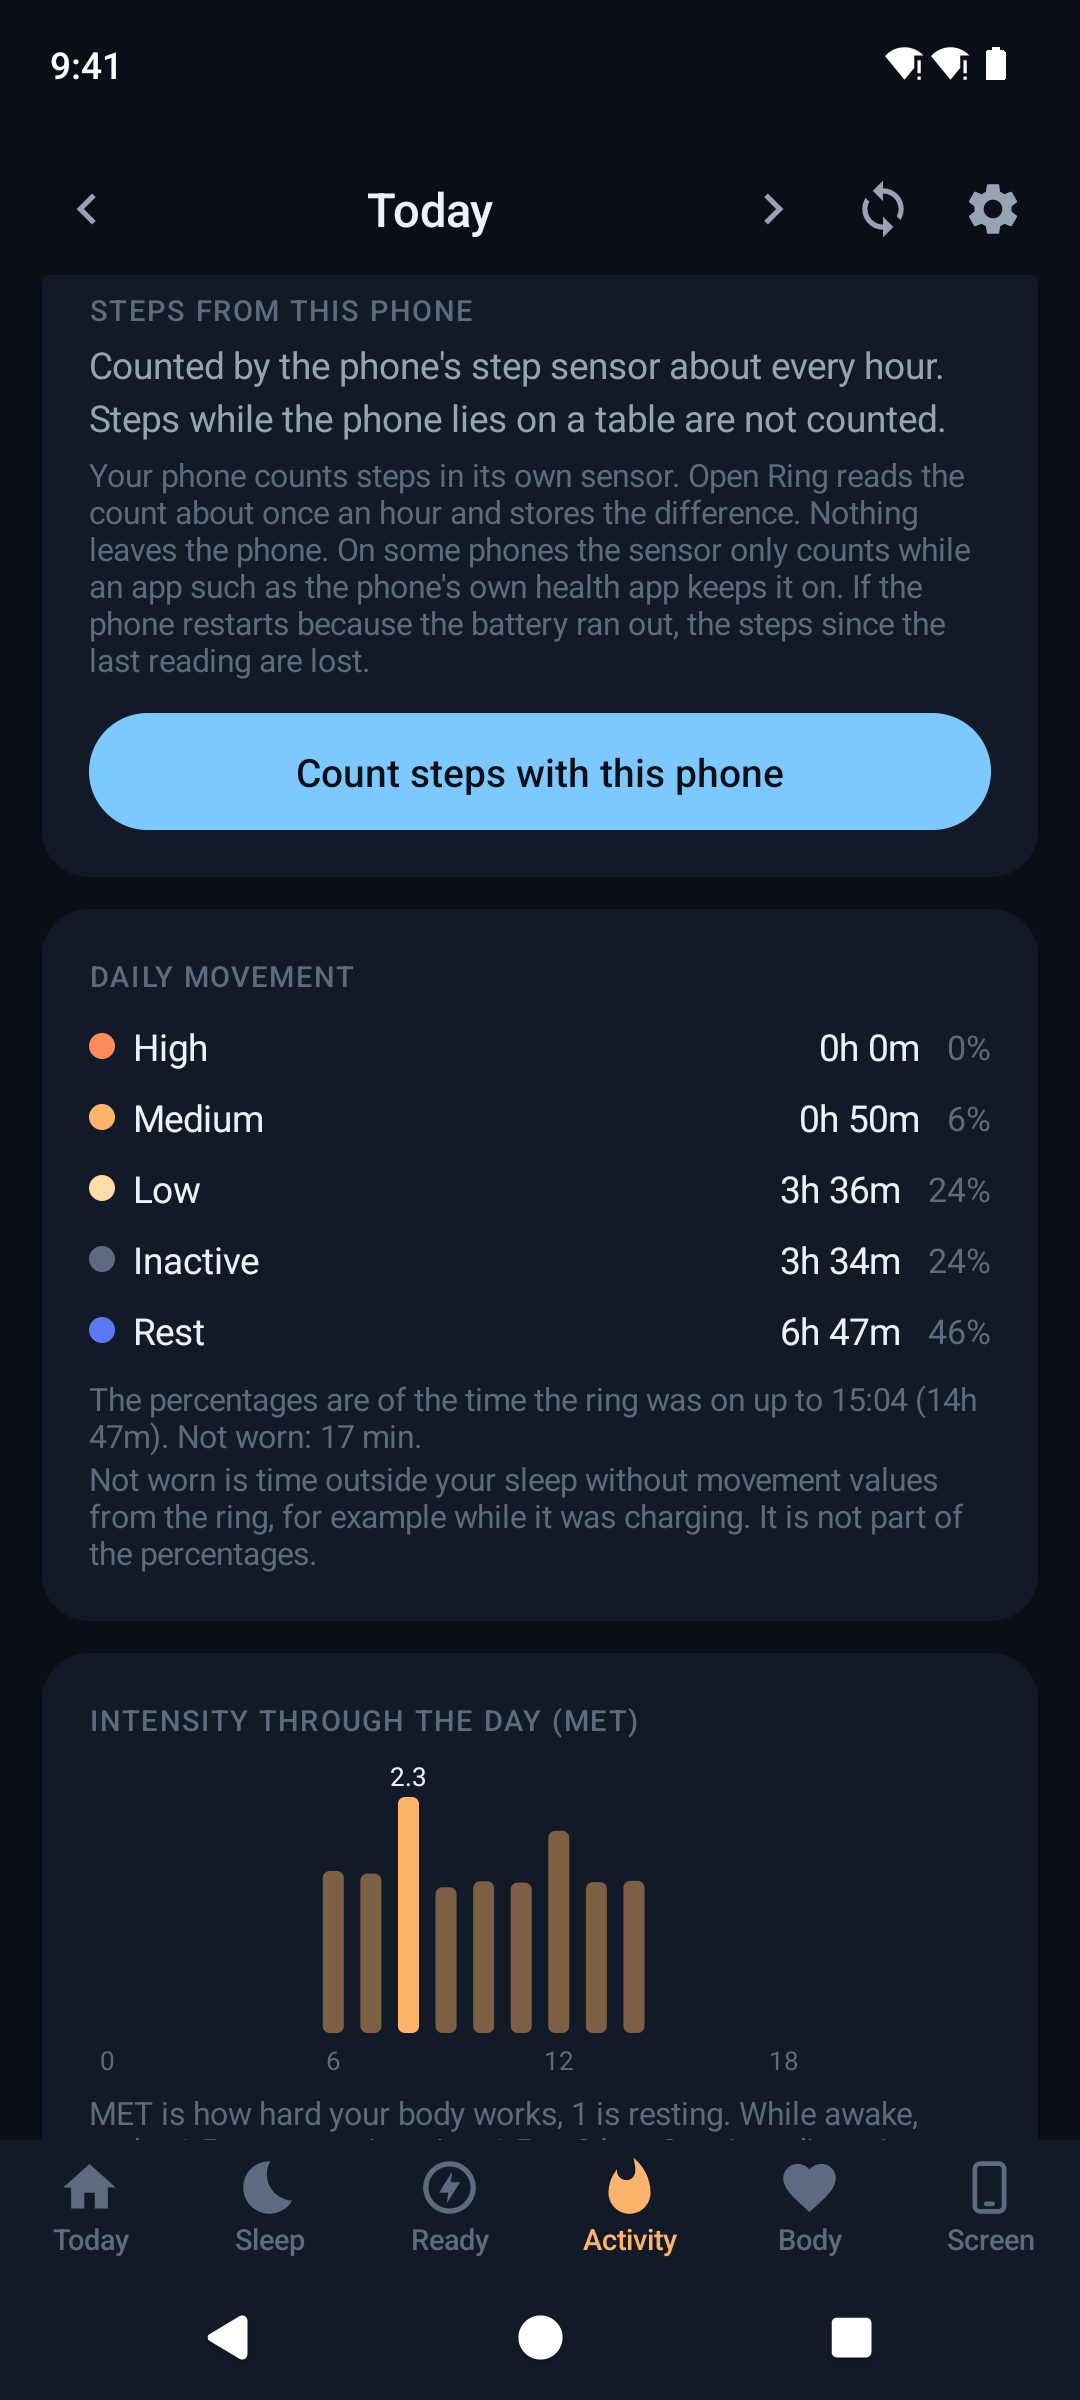 9:41
Today
STEPS FROM THIS PHONE
Counted by the phone's step sensor about every hour.
Steps while the phone lies on a table are not counted.
Your phone counts steps in its own sensor. Open Ring reads the
count about once an hour and stores the difference. Nothing
leaves the phone. On some phones the sensor only counts while
an app such as the phone's own health app keeps it on. If the
phone restarts because the battery ran out, the steps since the
last reading are lost.
Count steps with this phone
DAILY MOVEMENT
High 0h 0m 0%
Medium 0h 50m 6%
Low 3h 36m 24%
Inactive 3h 34m 24%
Rest 6h 47m 46%
The percentages are of the time the ring was on up to 15:04 (14h
47m). Not worn: 17 min.
Not worn is time outside your sleep without movement values
from the ring, for example while it was charging. It is not part of
the percentages.
INTENSITY THROUGH THE DAY (MET)
2.3
0 6 12 18
MET is how hard your body works, 1 is resting. While awake,
Today Sleep Ready Activity Body Screen